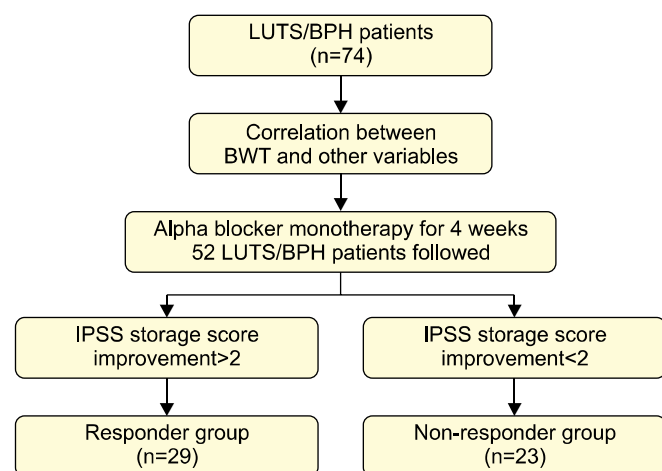 LUTS/BPH patients
(n=74)
Correlation between
BWT and other variables
Alpha blocker monotherapy for 4 weeks
52 LUTS/BPH patients followed
IPSS storage score
improvement>2
IPSS storage score
improvement<2
Responder group
(n=29)
Non-responder group
(n=23)